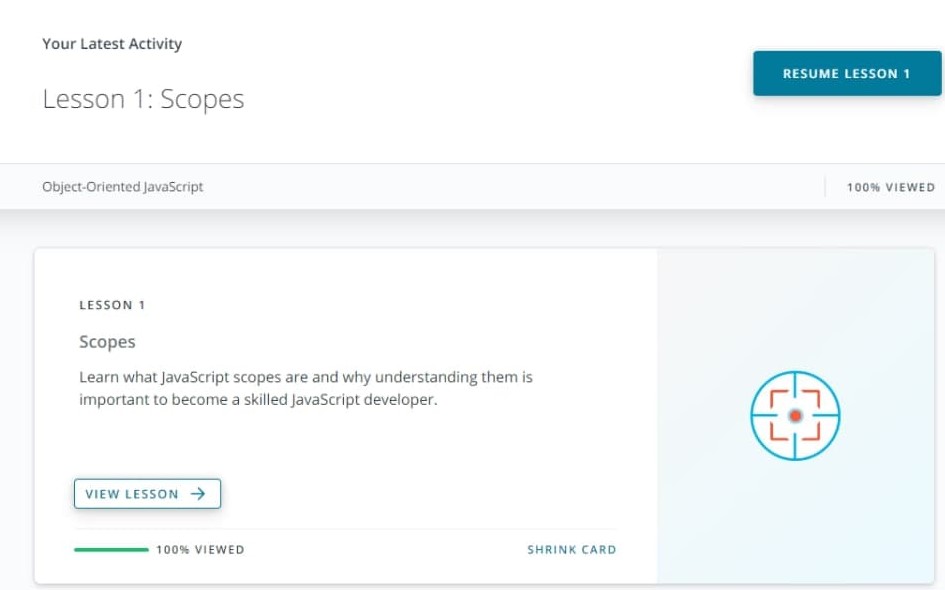 Your Latest Activity
Lesson 1: Scopes
RESUME LESSON 1
Object-Oriented JavaScript
100% VIEWED
LESSON 1
Scopes
Learn what JavaScript scopes are and why understanding them is
important to become a skilled JavaScript developer.
VIEW LESSON
100% VIEWED
SHRINK CARD